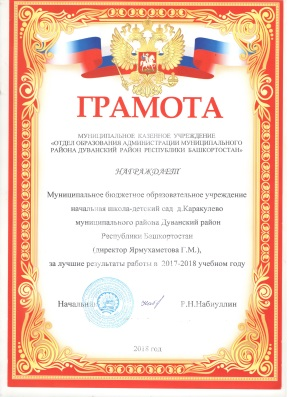 ГРАМОТА
МУНИЦИПАЛЬНОЕ КАЗЕННОЕ УЧРЕЖДЕНИЕ
«ОТДЕЛ ОБРАЗОВАНИЯ АДМИНИСТРАЦИИ МУНИЦИПАЛЬНОГО
РАЙОНА ДУВАНСКИЙ РАЙОН РЕСПУБЛИКИ БАШКОРТОСТАН»
НАГРАЖДАЕТ
Муниципальное бюджетное образовательное учреждение
начальная школа-детский сад д.Каракулево
муниципального района Дуванский район
Республики Башкортостан
(директор Ярмухаметова Г.М.),
за лучшие результаты работы в 2017-2018 учебном году
Начальник Р.Н.Набиуллин
2018 год